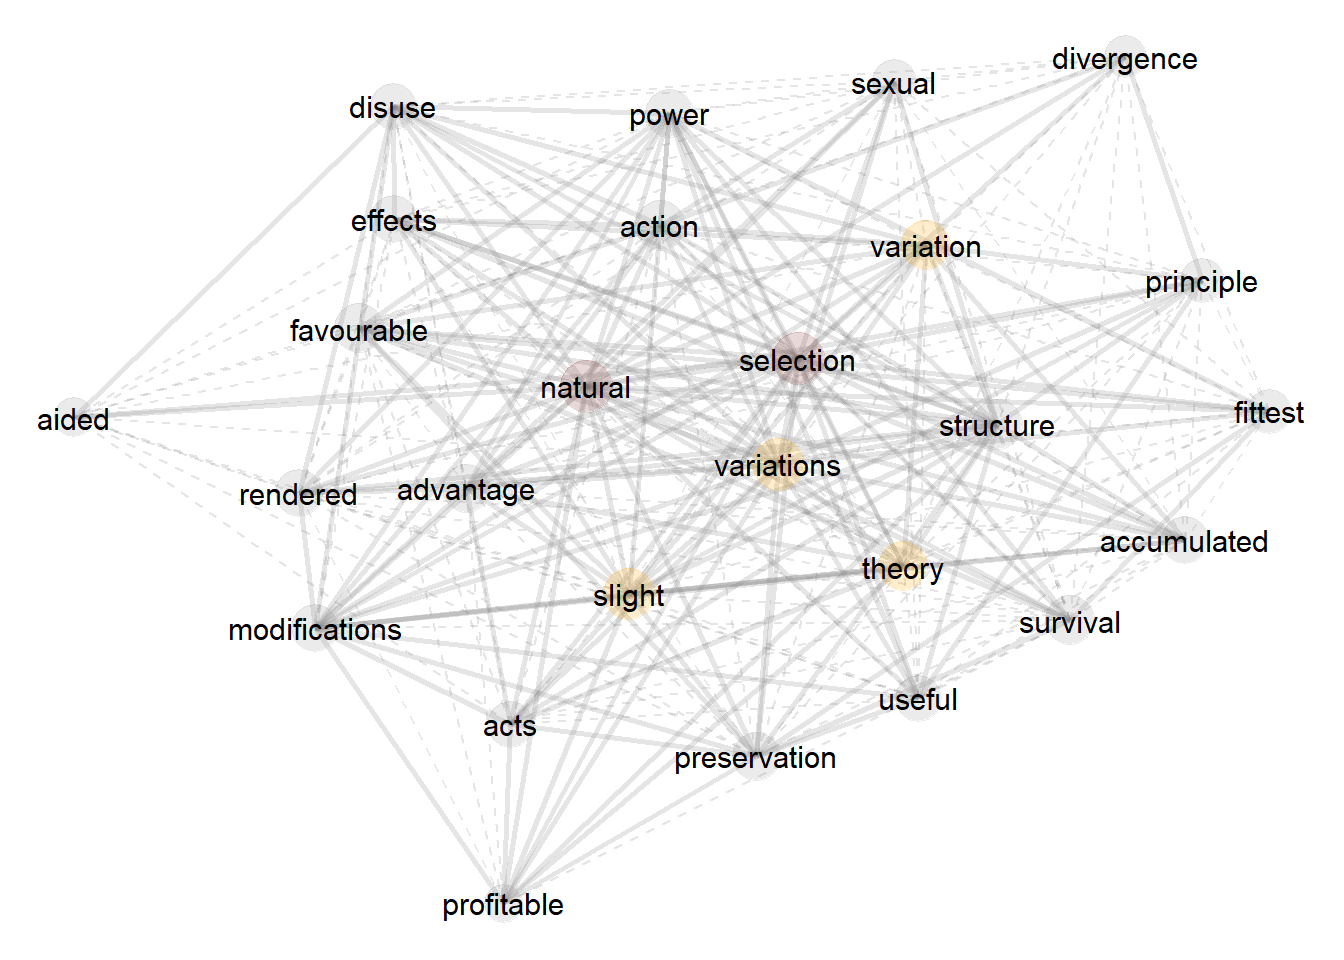 divergence
sexual
disuse
power
effects
action
variation
principle
favourable
selection
natural
aided
structure
fittest
variations
rendered
advantage
accumulated
theory
slight
modifications
survival
useful
acts
preservation
profitable